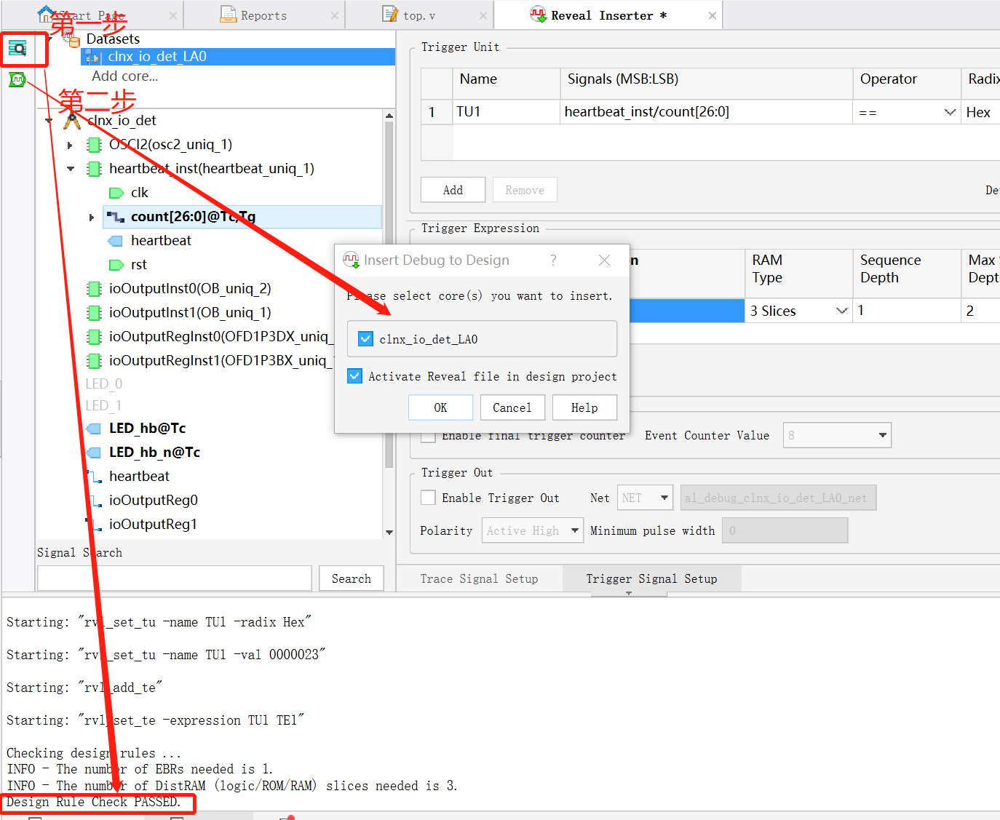 Start Page
Reports
top.v
Reveal Inserter *
第一步
Datasets
clnx_io_det_LA0
Add core...
第二步
clnx_io_det
OSCI2(osc2_uniq_1)
heartbeat_inst(heartbeat_uniq_1)
clk
count[26:0]@Tc,Tg
heartbeat
rst
ioOutputInst0(OB_uniq_2)
ioOutputInst1(OB_uniq_1)
ioOutputRegInst0(OFD1P3DX_uniq_
ioOutputRegInst1(OFD1P3BX_uniq_
LED_0
LED_1
LED_hb@Tc
LED_hb_n@Tc
heartbeat
ioOutputReg0
ioOutputReg1
Signal Search
Search
Trigger Unit
Name Signals (MSB:LSB) Operator Radix
1 TU1 heartbeat_inst/count[26:0] == Hex
Add Remove De
Trigger Expression
n RAM Type Sequence Depth Max S Dept
3 Slices 1 2
Insert Debug to Design ?
Please select core(s) you want to insert.
clnx_io_det_LA0
Activate Reveal file in design project
OK Cancel Help
Enable final trigger counter Event Counter Value 8
Trigger Out
Enable Trigger Out Net NET al_debug_clnx_io_det_LA0_net
Polarity Active High Minimum pulse width 0
Trace Signal Setup Trigger Signal Setup
Starting: "rvl_set_tu -name TU1 -radix Hex"
Starting: "rvl_set_tu -name TU1 -val 0000023"
Starting: "rvl_add_te"
Starting: "rvl_set_te -expression TU1 TE1"
Checking design rules ...
INFO - The number of EBRs needed is 1.
INFO - The number of DistRAM (logic/ROM/RAM) slices needed is 3.
Design Rule Check PASSED.